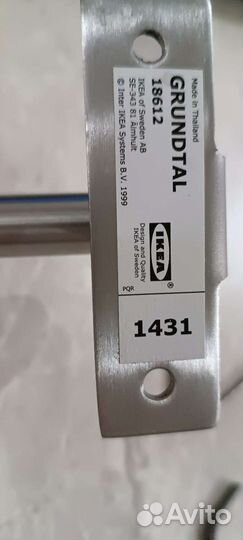 Made in Thailand
GRUNDTAL
18612
IKEA of Sweden AB
SE-343 81 Älmhult
© Inter IKEA Systems B.V. 1999
IKEA®
Design and Quality
IKEA of Sweden
PQR
1431
Avito